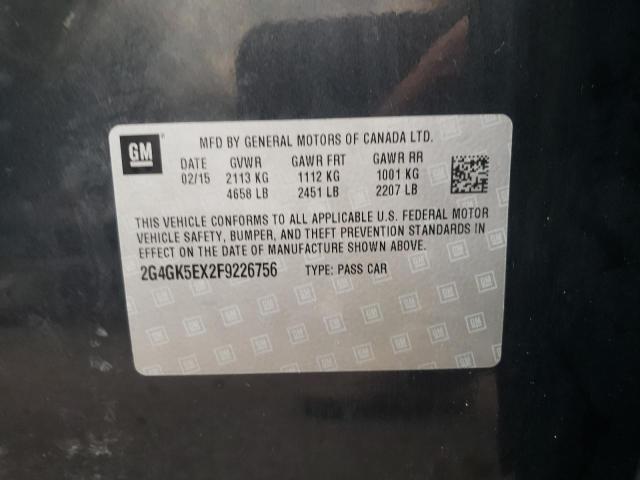 GM ® MFD BY GENERAL MOTORS OF CANADA LTD.
DATE GVWR GAWR FRT GAWR RR
02/15 2113 KG 1112 KG 1001 KG
4658 LB 2451 LB 2207 LB
THIS VEHICLE CONFORMS TO ALL APPLICABLE U.S. FEDERAL MOTOR
VEHICLE SAFETY, BUMPER, AND THEFT PREVENTION STANDARDS IN
EFFECT ON THE DATE OF MANUFACTURE SHOWN ABOVE.
2G4GK5EX2F9226756 TYPE: PASS CAR